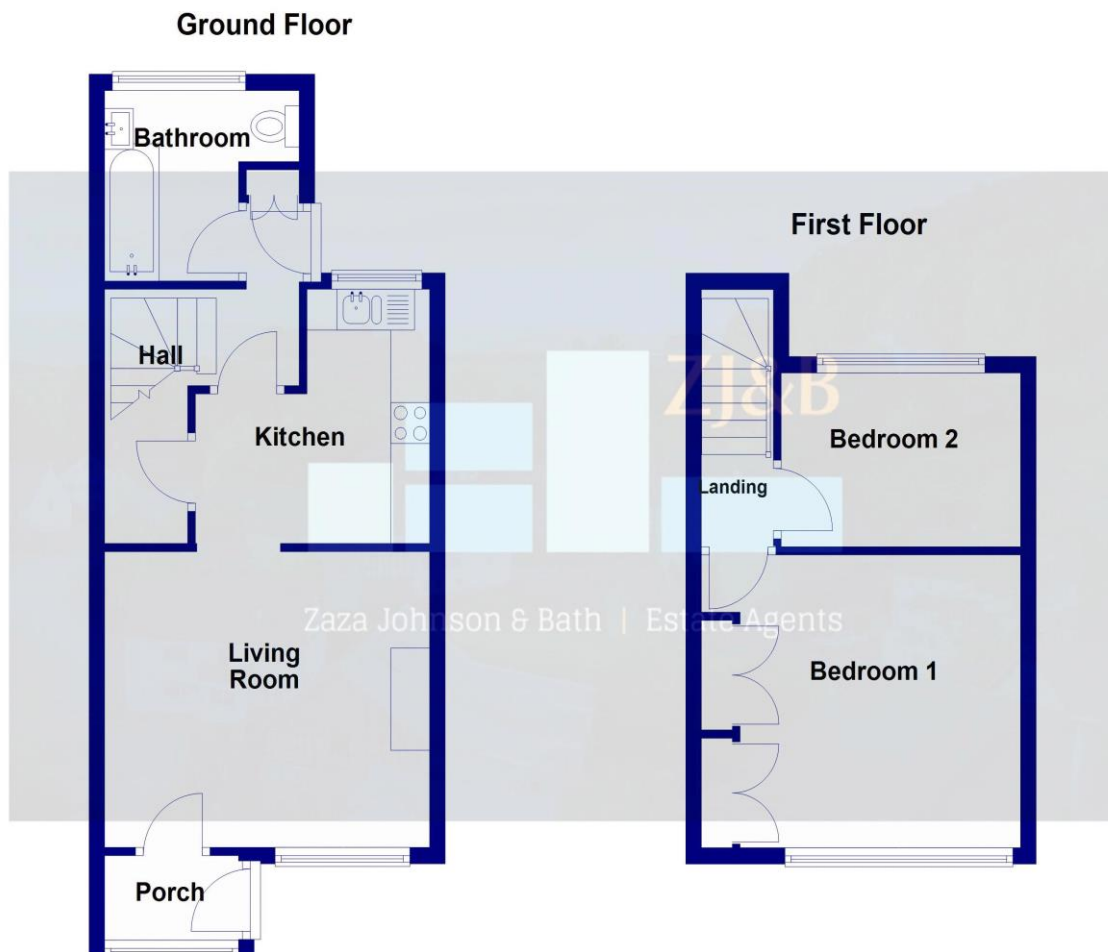 Ground Floor
Bathroom
First Floor
Hall
ZJ&B
Kitchen
Bedroom 2
Landing
Zaza Johnson & Bath | Estate Agents
Living
Room
Bedroom 1
Porch